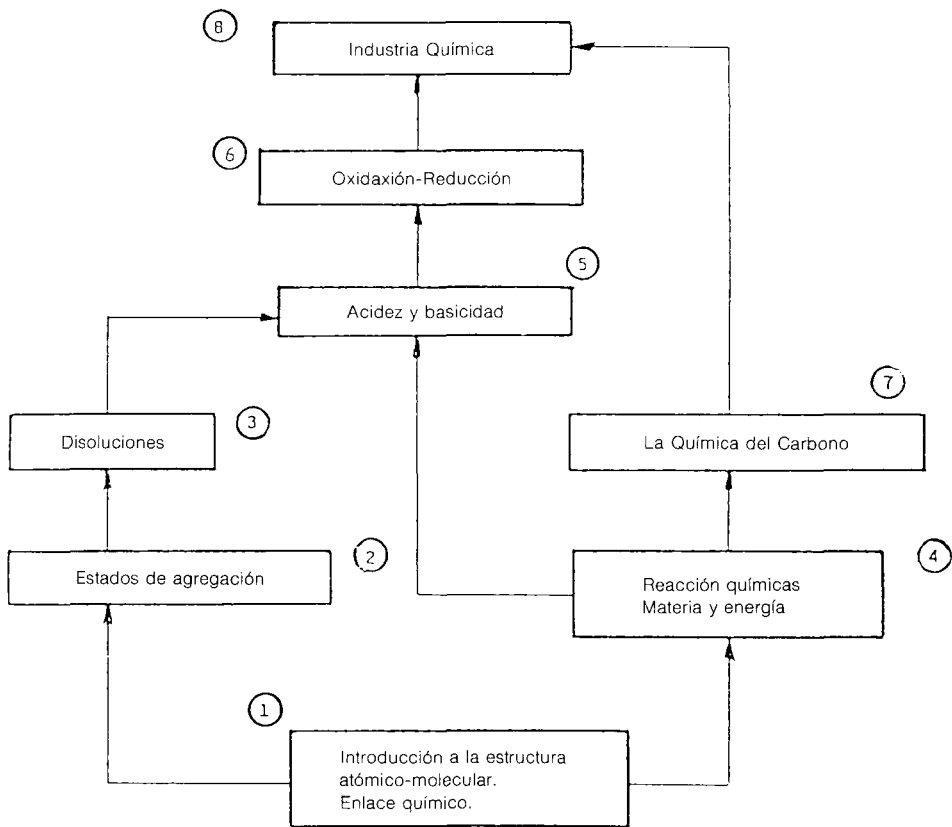 8
Industria Química
6
Oxidaxión-Reducción
5
Acidez y basicidad
7
3
Disoluciones
La Química del Carbono
2
4
Estados de agregación
Reacción químicas
Materia y energía
1
Introducción a la estructura
atómico-molecular.
Enlace químico.